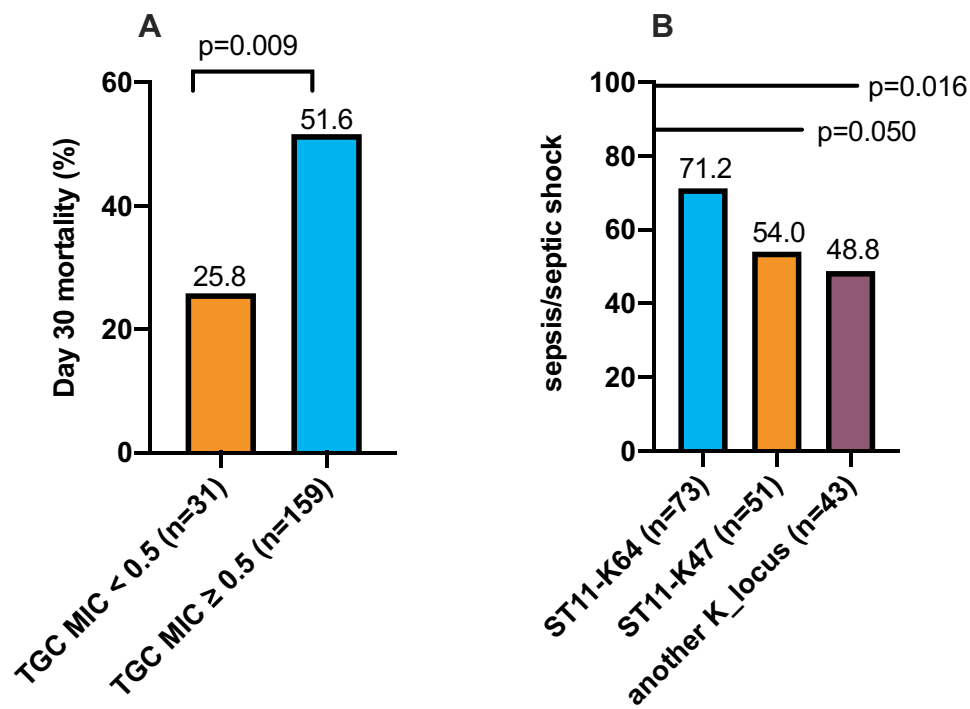 A
p=0.009
Day 30 mortality (%)
60
40
20
0
25.8
51.6
TGC MIC < 0.5 (n=31)
TGC MIC ≥ 0.5 (n=159)
B
p=0.016
p=0.050
sepsis/septic shock
100
80
60
40
20
0
71.2
54.0
48.8
ST11-K64 (n=73)
ST11-K47 (n=51)
another K_locus (n=43)